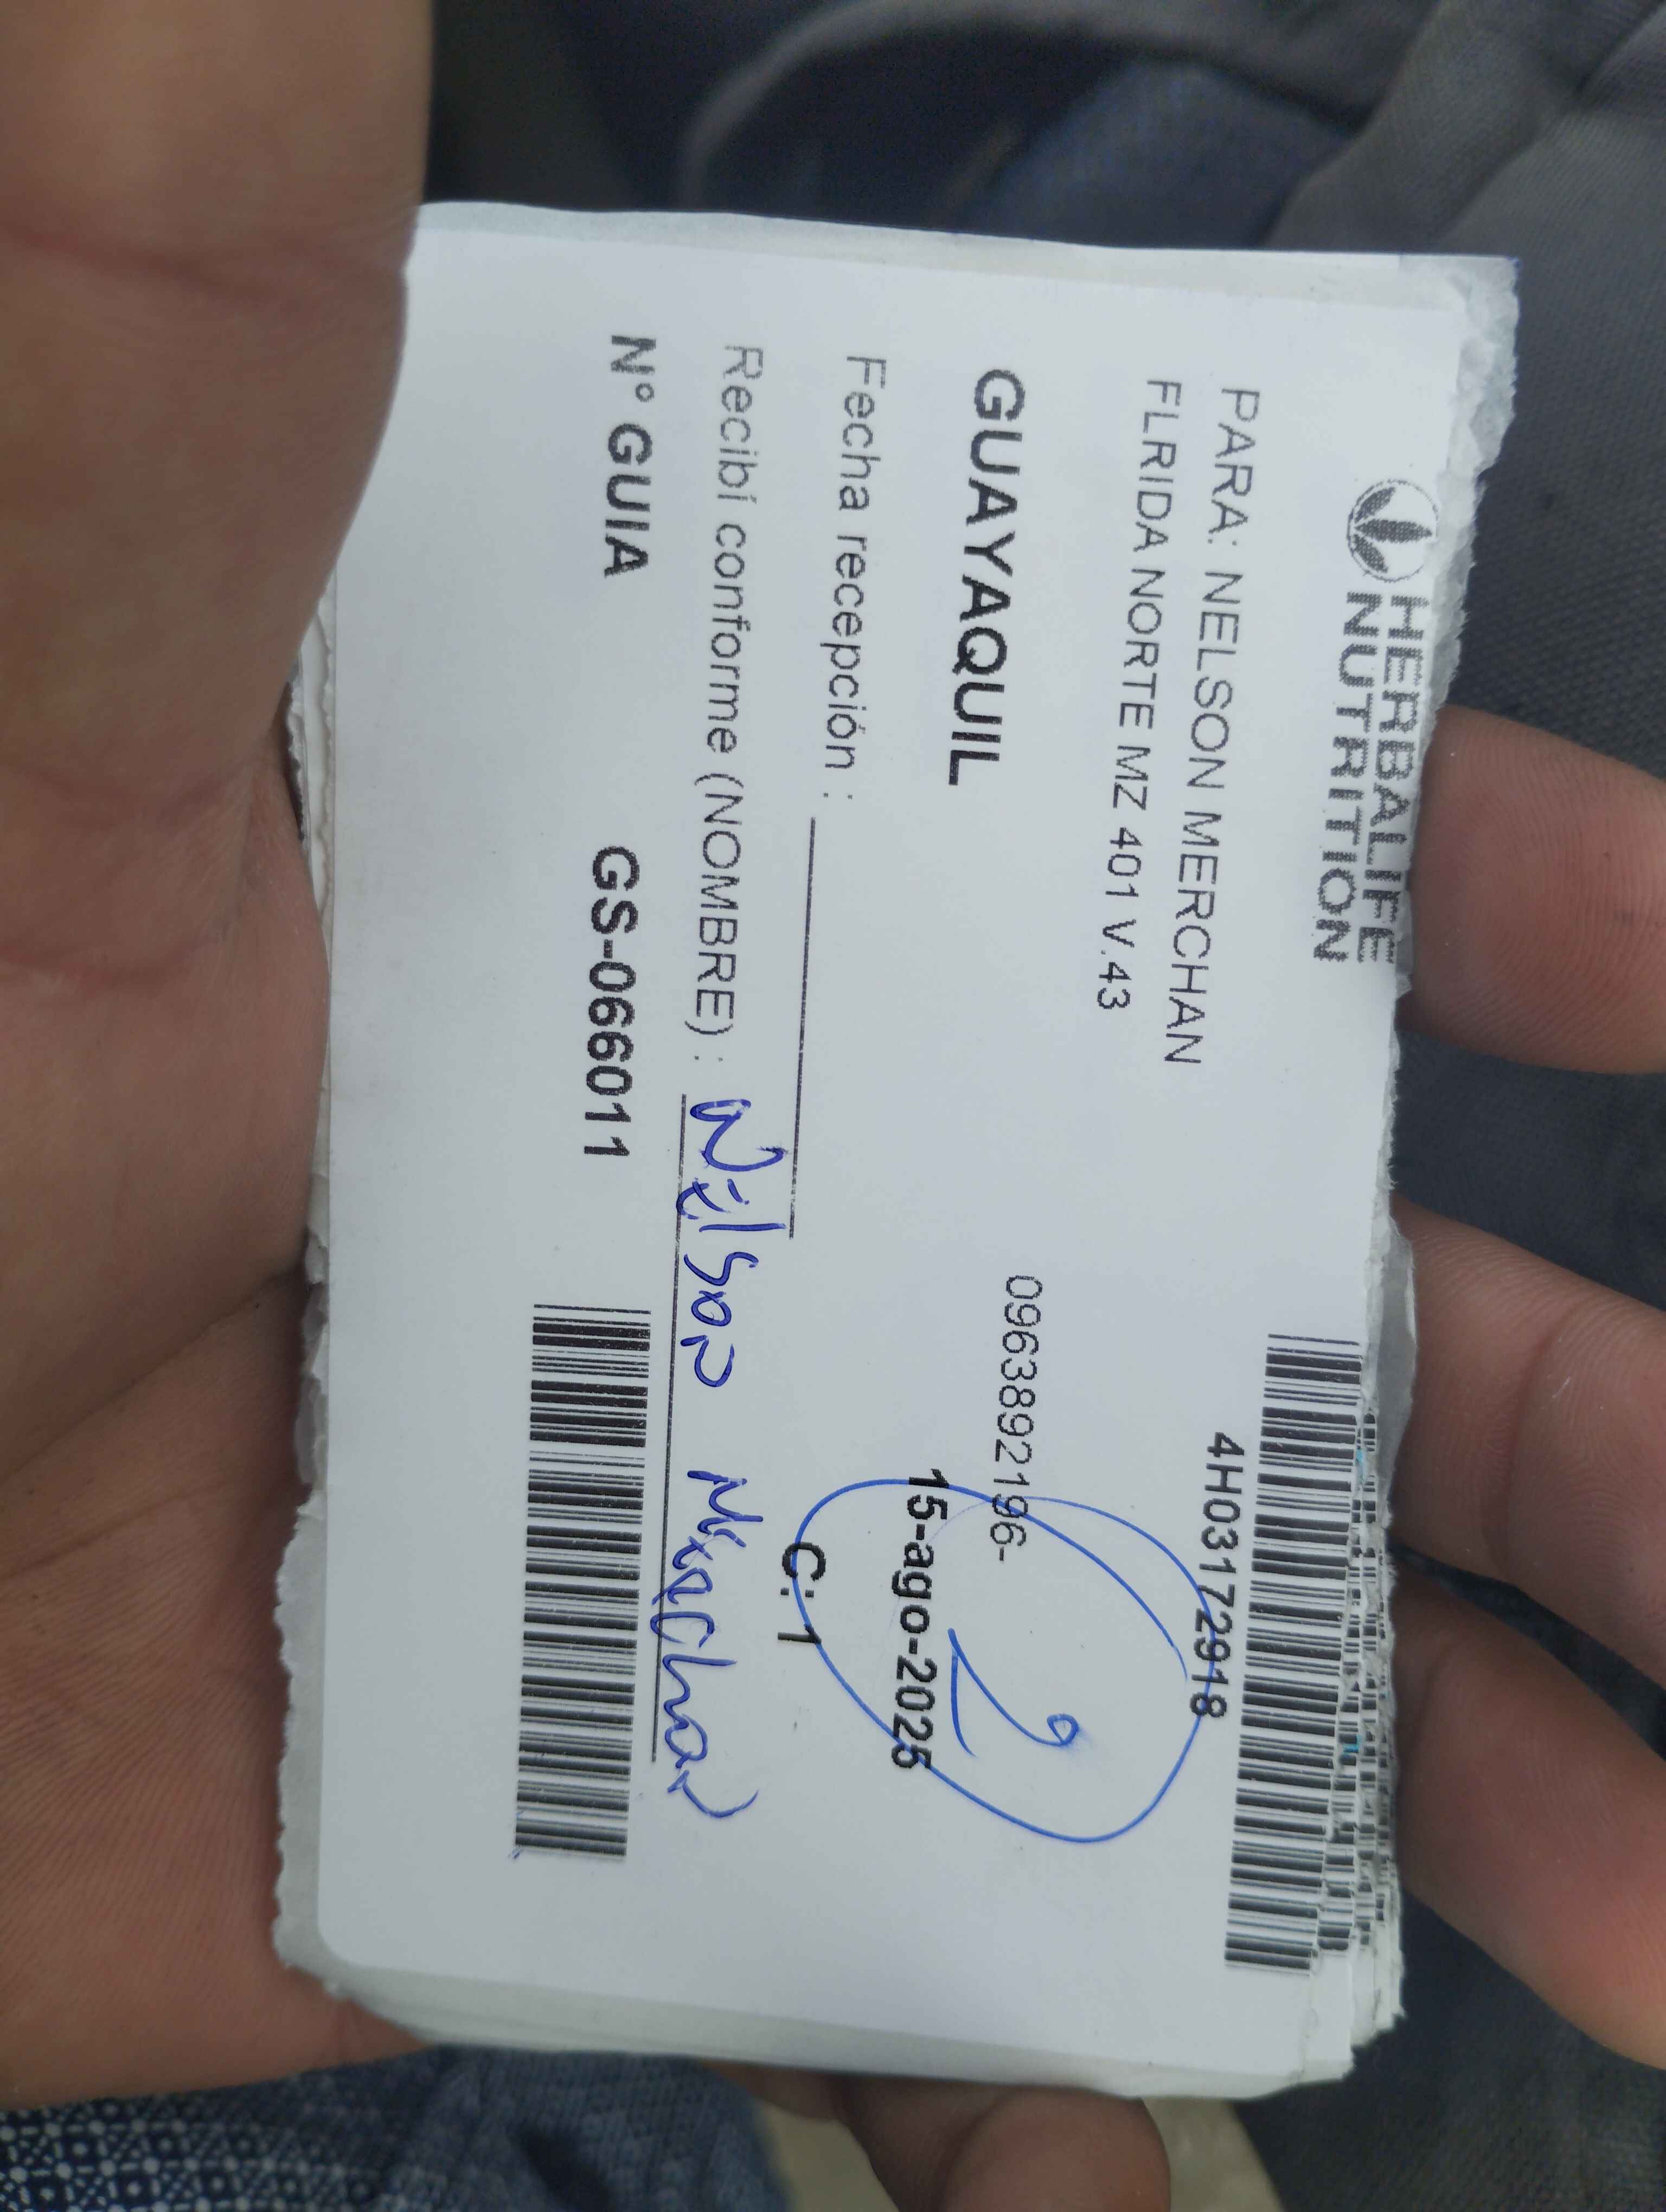 HERBALIFE
NUTRITION
4H03172918
PARA: NELSON MERCHAN
FLRIDA NORTE MZ 401 V.43
2
0963892196-
GUAYAQUIL
15-ago-2025
Fecha recepción :
C: 1
Recibí conforme (NOMBRE) : Wilson Merchan
N° GUIA GS-066011